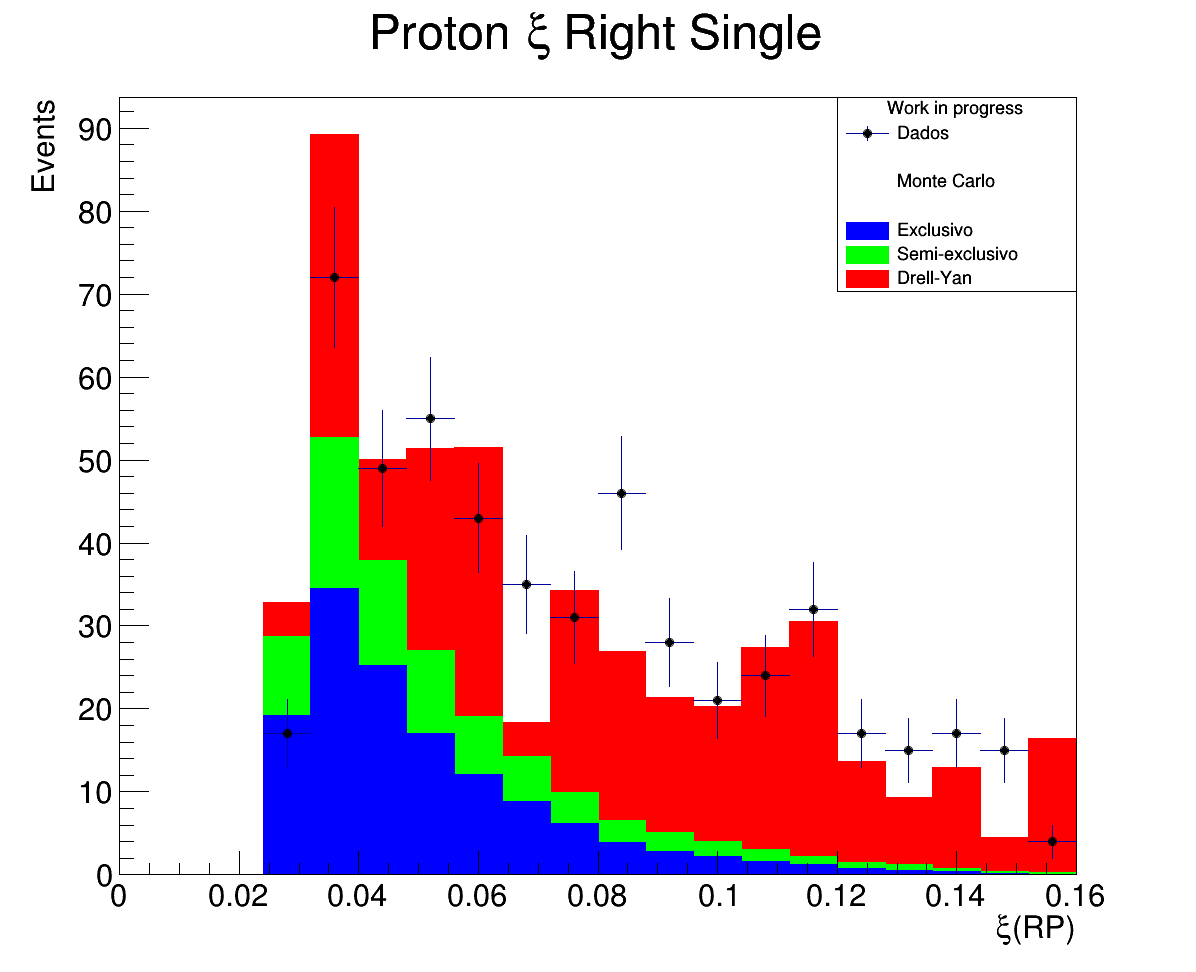 Proton ξ Right Single
Events
Work in progress
Dados
Monte Carlo
Exclusivo
Semi-exclusivo
Drell-Yan
90
80
70
60
50
40
30
20
10
0
0 0.02 0.04 0.06 0.08 0.1 0.12 0.14 0.16
ξ(RP)